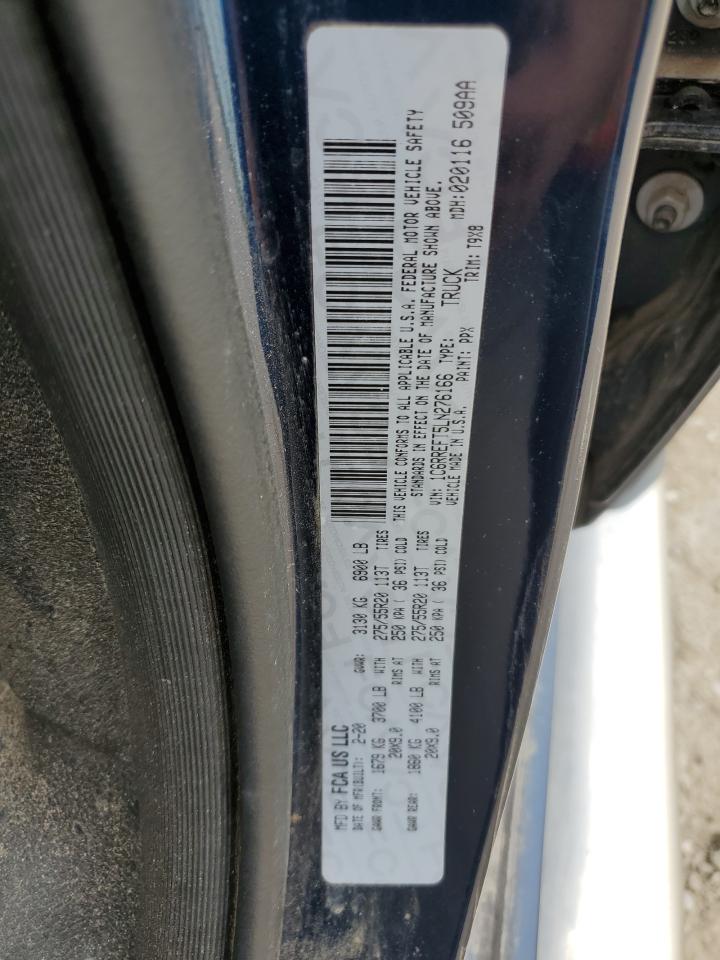 MFD BY FCA US LLC
DATE OF MFR(BUILT): 2-20 GVWR: 3130 KG 6900 LB
GAWR FRONT: 1679 KG 3700 LB WITH 275/55R20 113T TIRES
20X9.0 RIMS AT 250 KPA ( 36 PSI) COLD
GAWR REAR: 1860 KG 4100 LB WITH 275/55R20 113T TIRES
20X9.0 RIMS AT 250 KPA ( 36 PSI) COLD
THIS VEHICLE CONFORMS TO ALL APPLICABLE U.S.A. FEDERAL MOTOR VEHICLE SAFETY
STANDARDS IN EFFECT ON THE DATE OF MANUFACTURE SHOWN ABOVE.
VIN: 1C6RREFT5LN276166 TYPE: TRUCK MDH:020116 509AA
VEHICLE MADE IN U.S.A. PAINT: PPX TRIM: T9X8